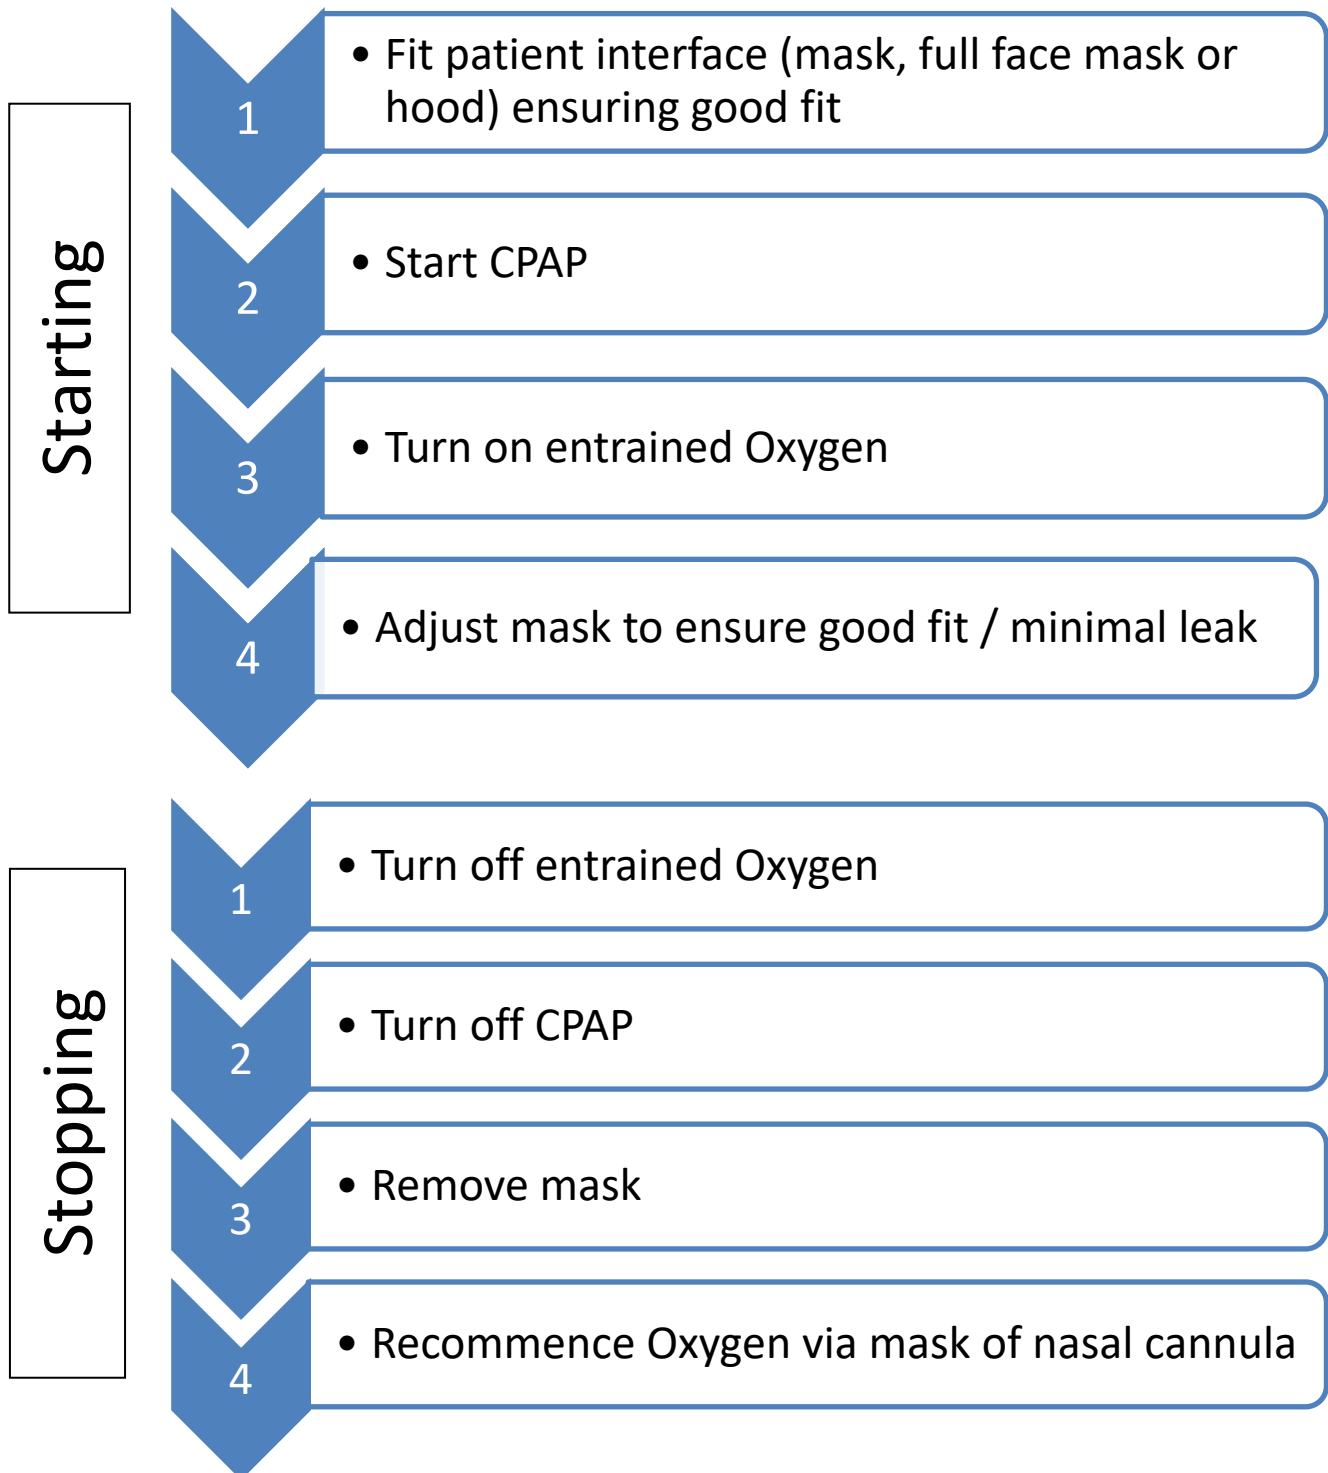 Starting
1
• Fit patient interface (mask, full face mask or
hood) ensuring good fit
2
• Start CPAP
3
• Turn on entrained Oxygen
4
• Adjust mask to ensure good fit / minimal leak
Stopping
1
• Turn off entrained Oxygen
2
• Turn off CPAP
3
• Remove mask
4
• Recommence Oxygen via mask of nasal cannula